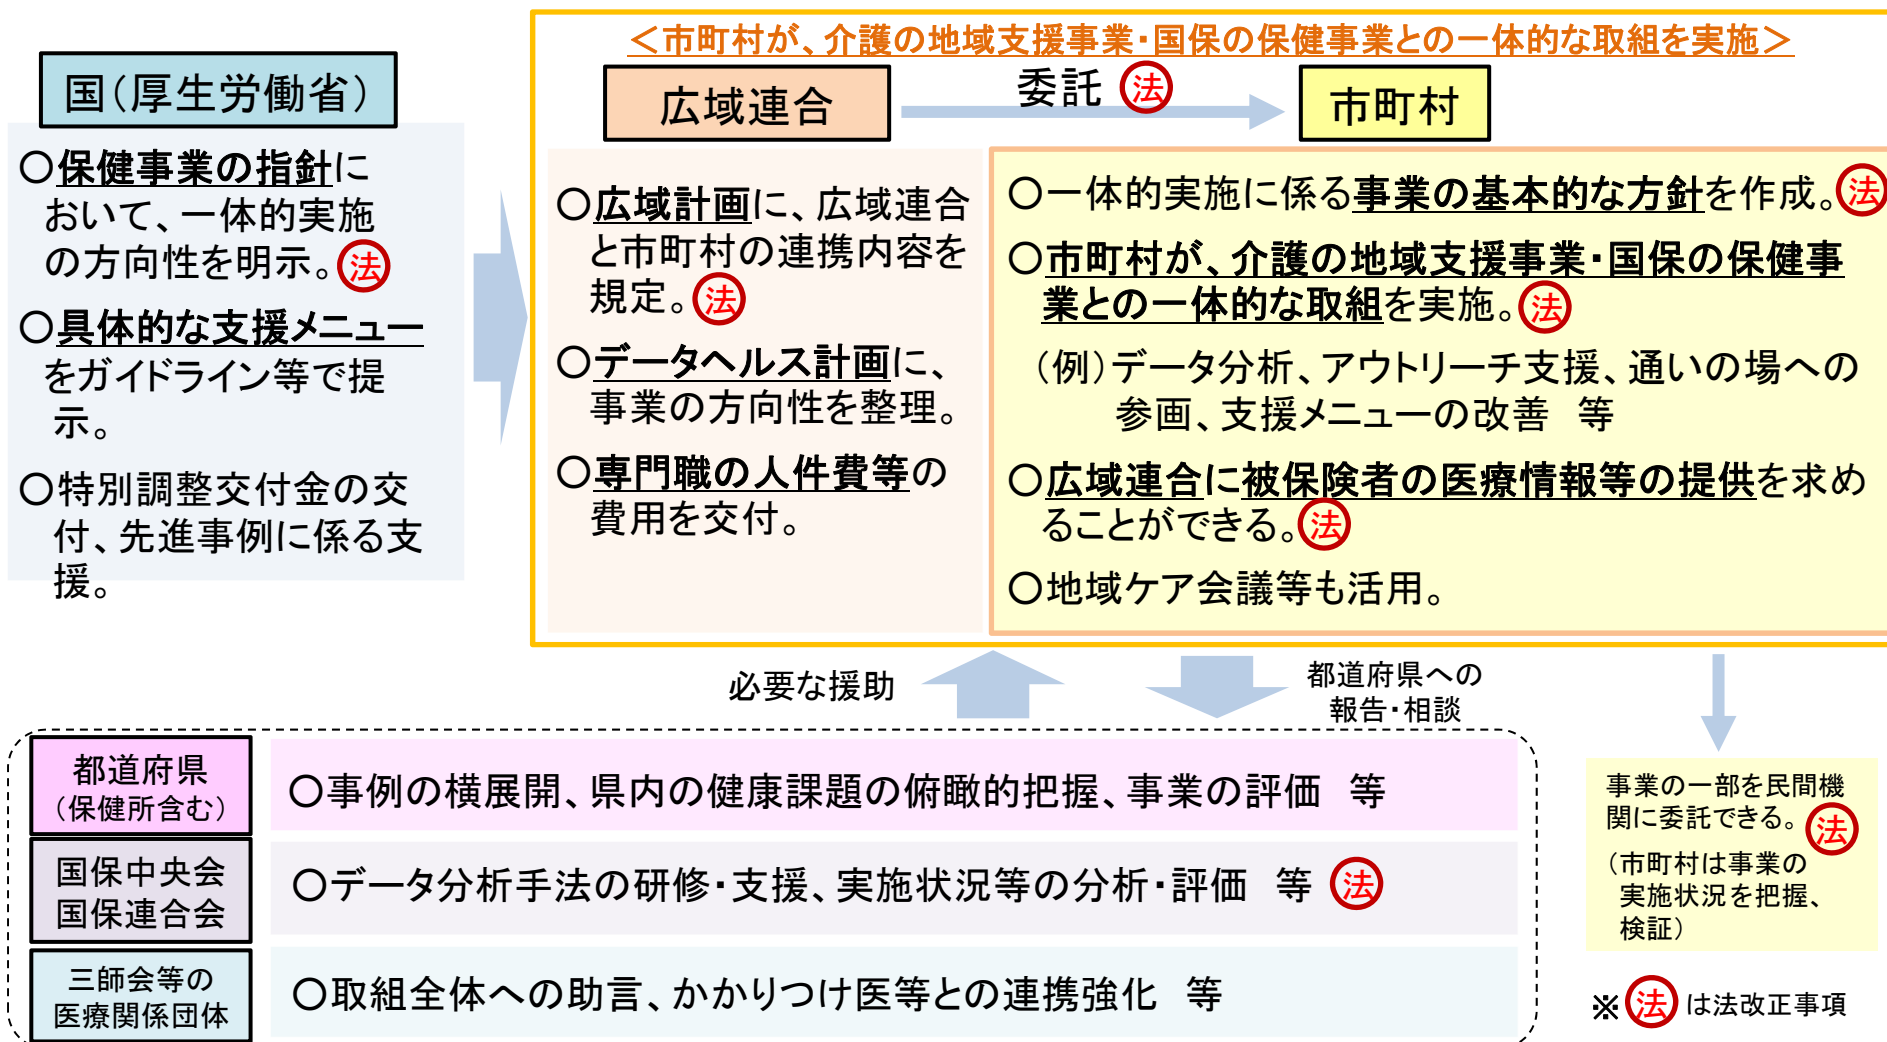 ＜市町村が、介護の地域支援事業・国保の保健事業との一体的な取組を実施＞
国（厚生労働省）
○保健事業の指針に
おいて、一体的実施
の方向性を明示。法
○具体的な支援メニュー
をガイドライン等で提
示。
○特別調整交付金の交
付、先進事例に係る支
援。
広域連合
委託 法
市町村
○広域計画に、広域連合
と市町村の連携内容を
規定。法
○データヘルス計画に、
事業の方向性を整理。
○専門職の人件費等の
費用を交付。
○一体的実施に係る事業の基本的な方針を作成。法
○市町村が、介護の地域支援事業・国保の保健事
業との一体的な取組を実施。法
（例）データ分析、アウトリーチ支援、通いの場への
参画、支援メニューの改善　等
○広域連合に被保険者の医療情報等の提供を求め
ることができる。法
○地域ケア会議等も活用。
必要な援助
都道府県への
報告・相談
都道府県
（保健所含む）
○事例の横展開、県内の健康課題の俯瞰的把握、事業の評価　等
国保中央会
国保連合会
○データ分析手法の研修・支援、実施状況等の分析・評価　等 法
三師会等の
医療関係団体
○取組全体への助言、かかりつけ医等との連携強化　等
事業の一部を民間機
関に委託できる。法
（市町村は事業の
実施状況を把握、
検証）
※法は法改正事項